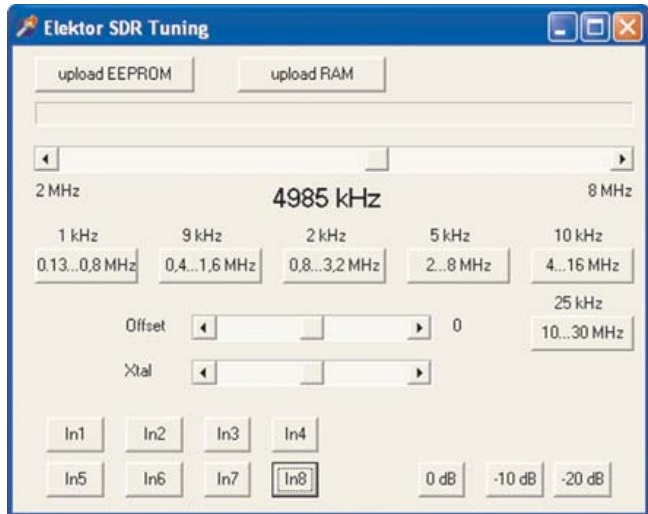 Elektor SDR Tuning
upload EEPROM upload RAM
2 MHz 4985 kHz 8 MHz
1 kHz 9 kHz 2 kHz 5 kHz 10 kHz
0.13...0,8 MHz 0,4...1,6 MHz 0,8...3,2 MHz 2...8 MHz 4...16 MHz
25 kHz
Offset 0 10...30 MHz
Xtal
In1 In2 In3 In4
In5 In6 In7 In8 0 dB -10 dB -20 dB